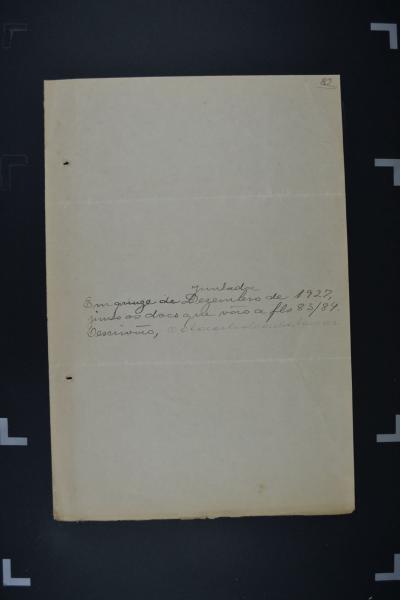 82
Juntada
Em quinze de Dezembro de 1927,
junto os docs que vão a fls 83/84.
O escrivão,